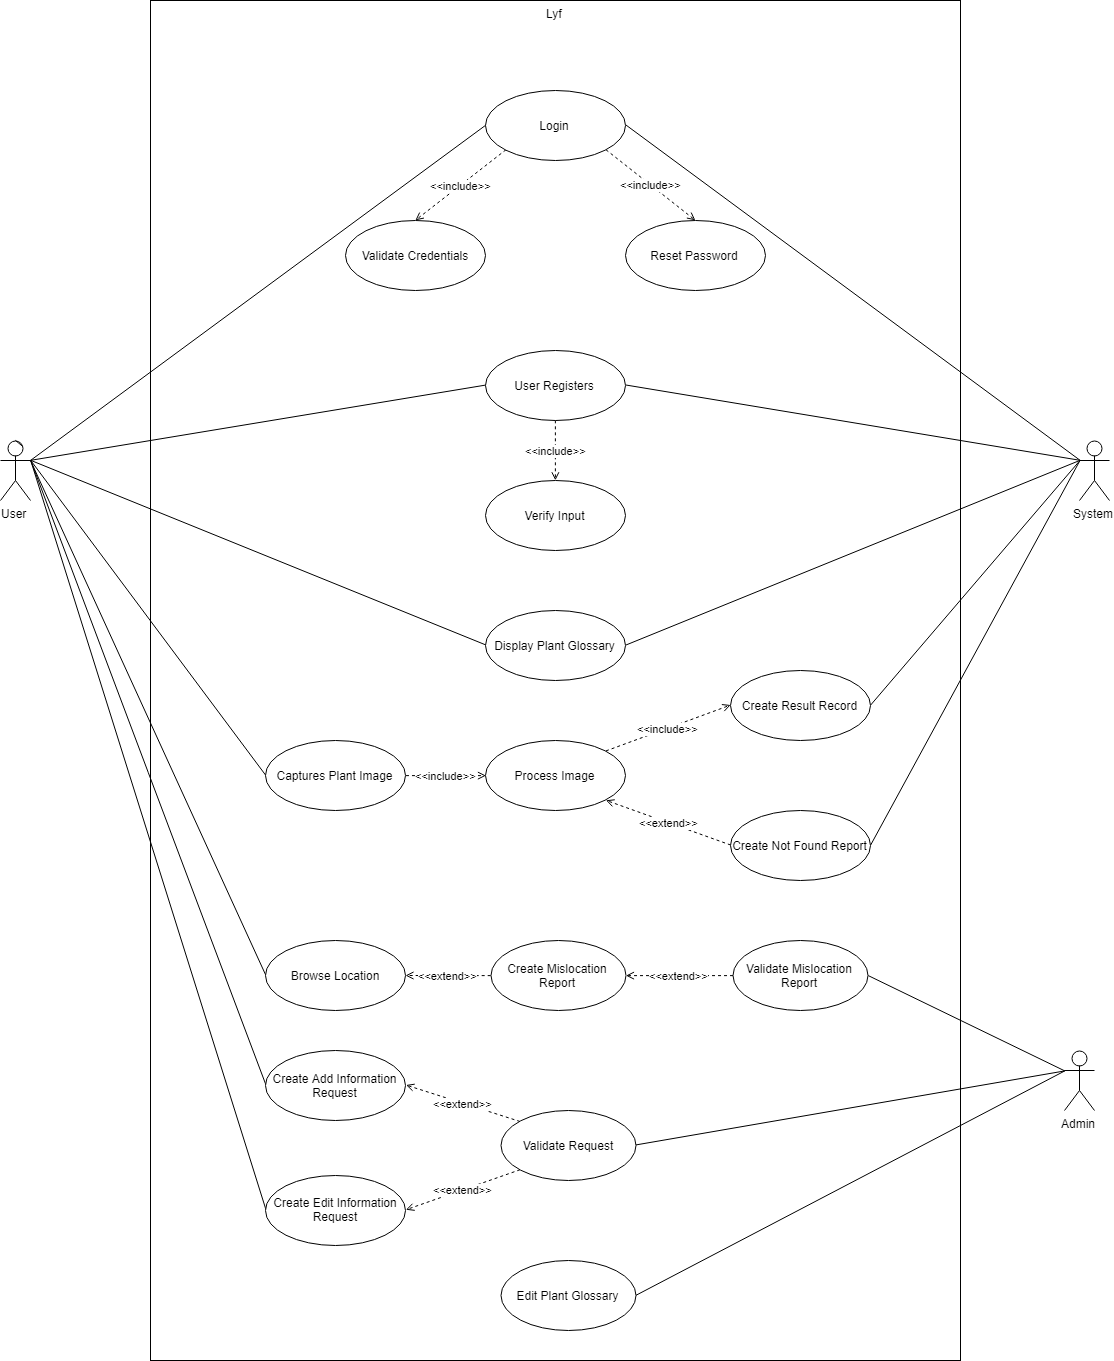 Lyf
Login
<<include>>
<<include>>
Validate Credentials
Reset Password
User Registers
<<include>>
Verify Input
User
System
Display Plant Glossary
Create Result Record
<<include>>
Captures Plant Image
<<include>>
Process Image
<<extend>>
Create Not Found Report
Browse Location
<<extend>>
Create Mislocation
Report
<<extend>>
Validate Mislocation
Report
Create Add Information
Request
<<extend>>
Validate Request
Admin
<<extend>>
Create Edit Information
Request
Edit Plant Glossary